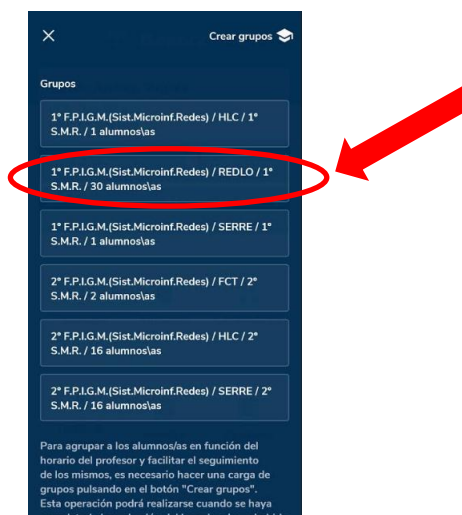 Crear grupos
Grupos
1º F.P.I.G.M.(Sist.Microinf.Redes) / HLC / 1º
S.M.R. / 1 alumnos\as
1º F.P.I.G.M.(Sist.Microinf.Redes) / REDLO / 1º
S.M.R. / 30 alumnos\as
1º F.P.I.G.M.(Sist.Microinf.Redes) / SERRE / 1º
S.M.R. / 1 alumnos\as
2º F.P.I.G.M.(Sist.Microinf.Redes) / FCT / 2º
S.M.R. / 2 alumnos\as
2º F.P.I.G.M.(Sist.Microinf.Redes) / HLC / 2º
S.M.R. / 16 alumnos\as
2º F.P.I.G.M.(Sist.Microinf.Redes) / SERRE / 2º
S.M.R. / 16 alumnos\as
Para agrupar a los alumnos/as en función del
horario del profesor y facilitar el seguimiento
de los mismos, es necesario hacer una carga de
grupos pulsando en el botón "Crear grupos".
Esta operación podrá realizarse cuando se haya